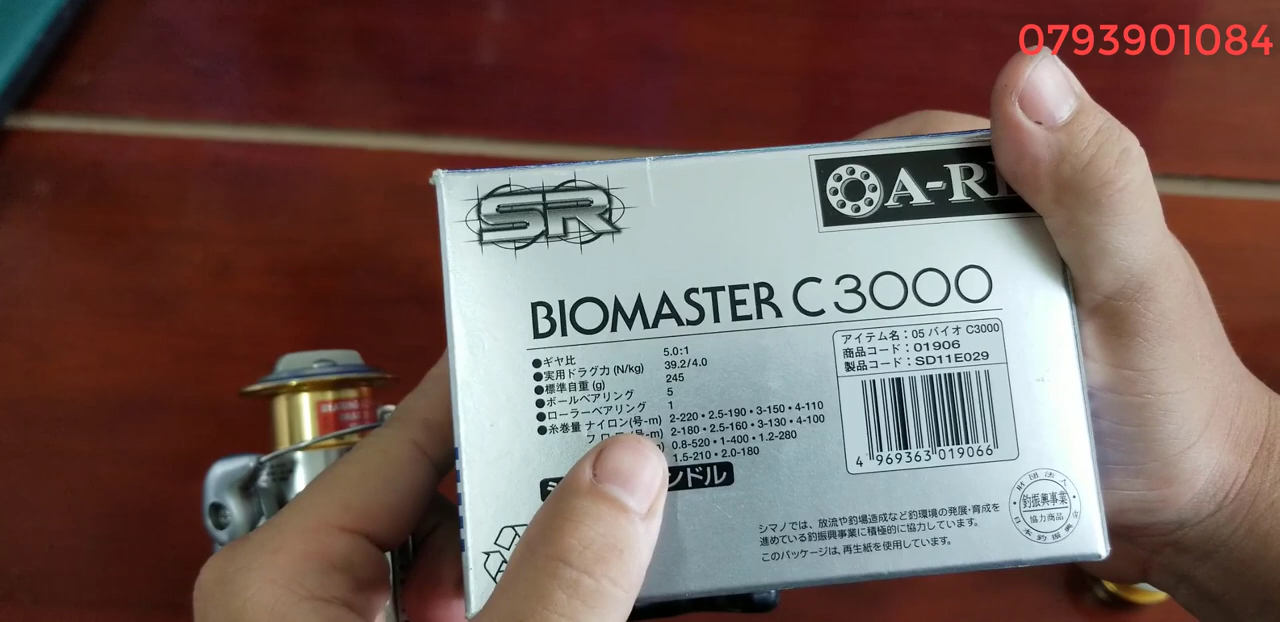 0793901084
SR
A-R
BIOMASTER C3000
●ギヤ比 5.0:1
●実用ドラグ力 (N/kg) 39.2/4.0
●標準自重 (g) 245
●ボールベアリング 5
●ローラーベアリング 1
●糸巻量 ナイロン(号-m) 2-220・2.5-190・3-150・4-110
フロロ(号-m) 2-180・2.5-160・3-130・4-100
0.8-520・1-400・1.2-280
1.5-210・2.0-180
ンドル
アイテム名：05 バイオ C3000
商品コード：01906
製品コード：SD11E029
4 969363 019066
シマノでは、放流や釣場造成など釣環境の発展・育成を
進めている釣振興事業に積極的に協力しています。
このパッケージは、再生紙を使用しています。
財団法人
釣振興事業
協力商品
日本釣振興会